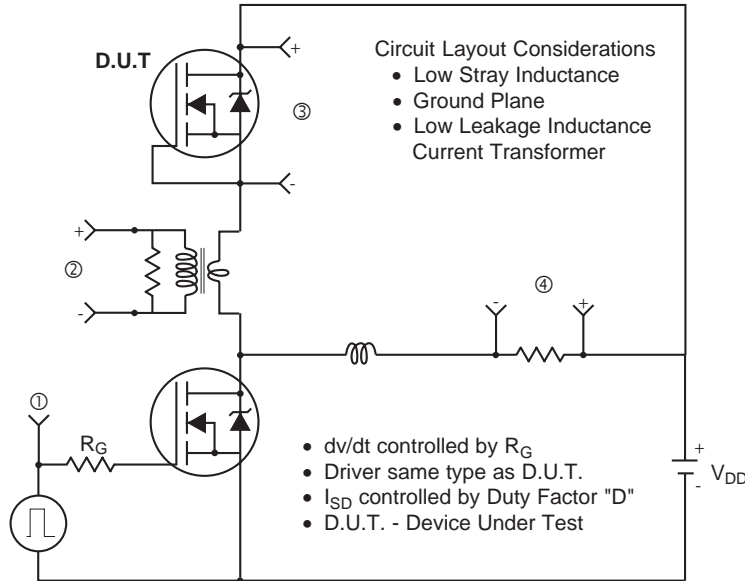 D.U.T
+
③
-
Circuit Layout Considerations
• Low Stray Inductance
• Ground Plane
• Low Leakage Inductance
Current Transformer
+
②
-
-
④
+
①
R_G
• dv/dt controlled by R_G
• Driver same type as D.U.T.
• I_SD controlled by Duty Factor "D"
• D.U.T. - Device Under Test
+
V_DD
-